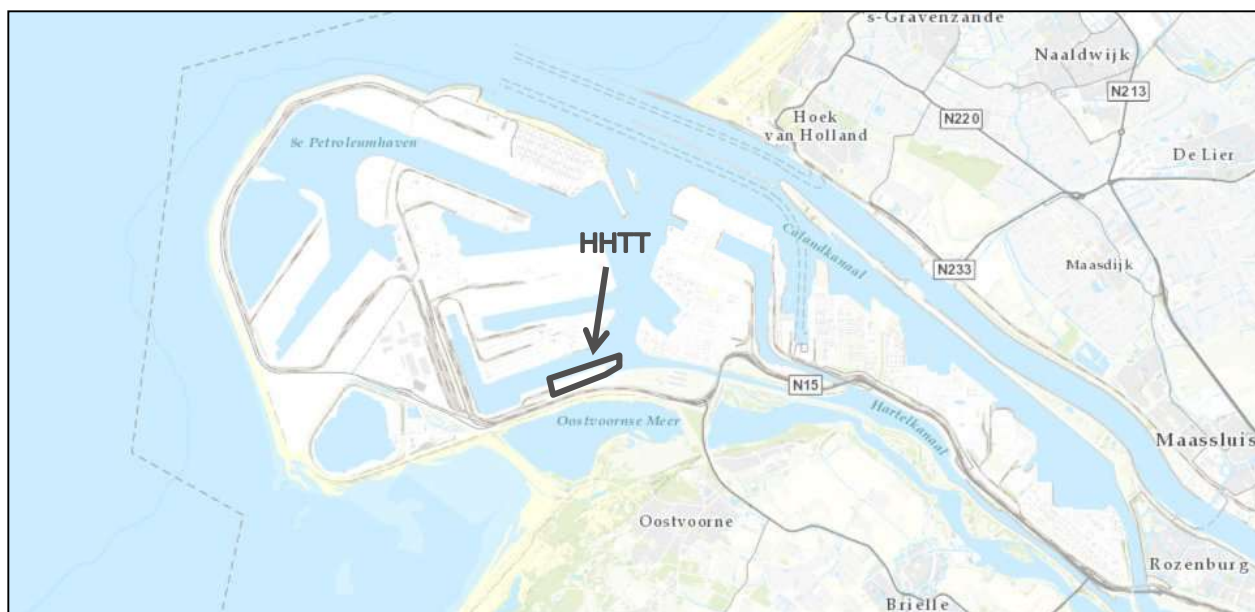 's-Gravenzande
Naaldwijk
N213
Hoek
van Holland
N220
De Lier
8e Petroleumhaven
HHTT
Calandkanaal
N233
Maasdijk
N15
Hartelkanaal
Oostvoornse Meer
Maassluis
Oostvoorne
Rozenburg
Brielle